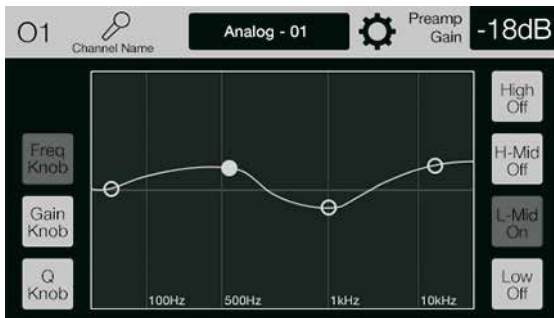 01
Channel Name
Analog - 01
Preamp
Gain
-18dB
High
Off
Freq
Knob
H-Mid
Off
Gain
Knob
L-Mid
On
Q
Knob
Low
Off
100Hz
500Hz
1kHz
10kHz